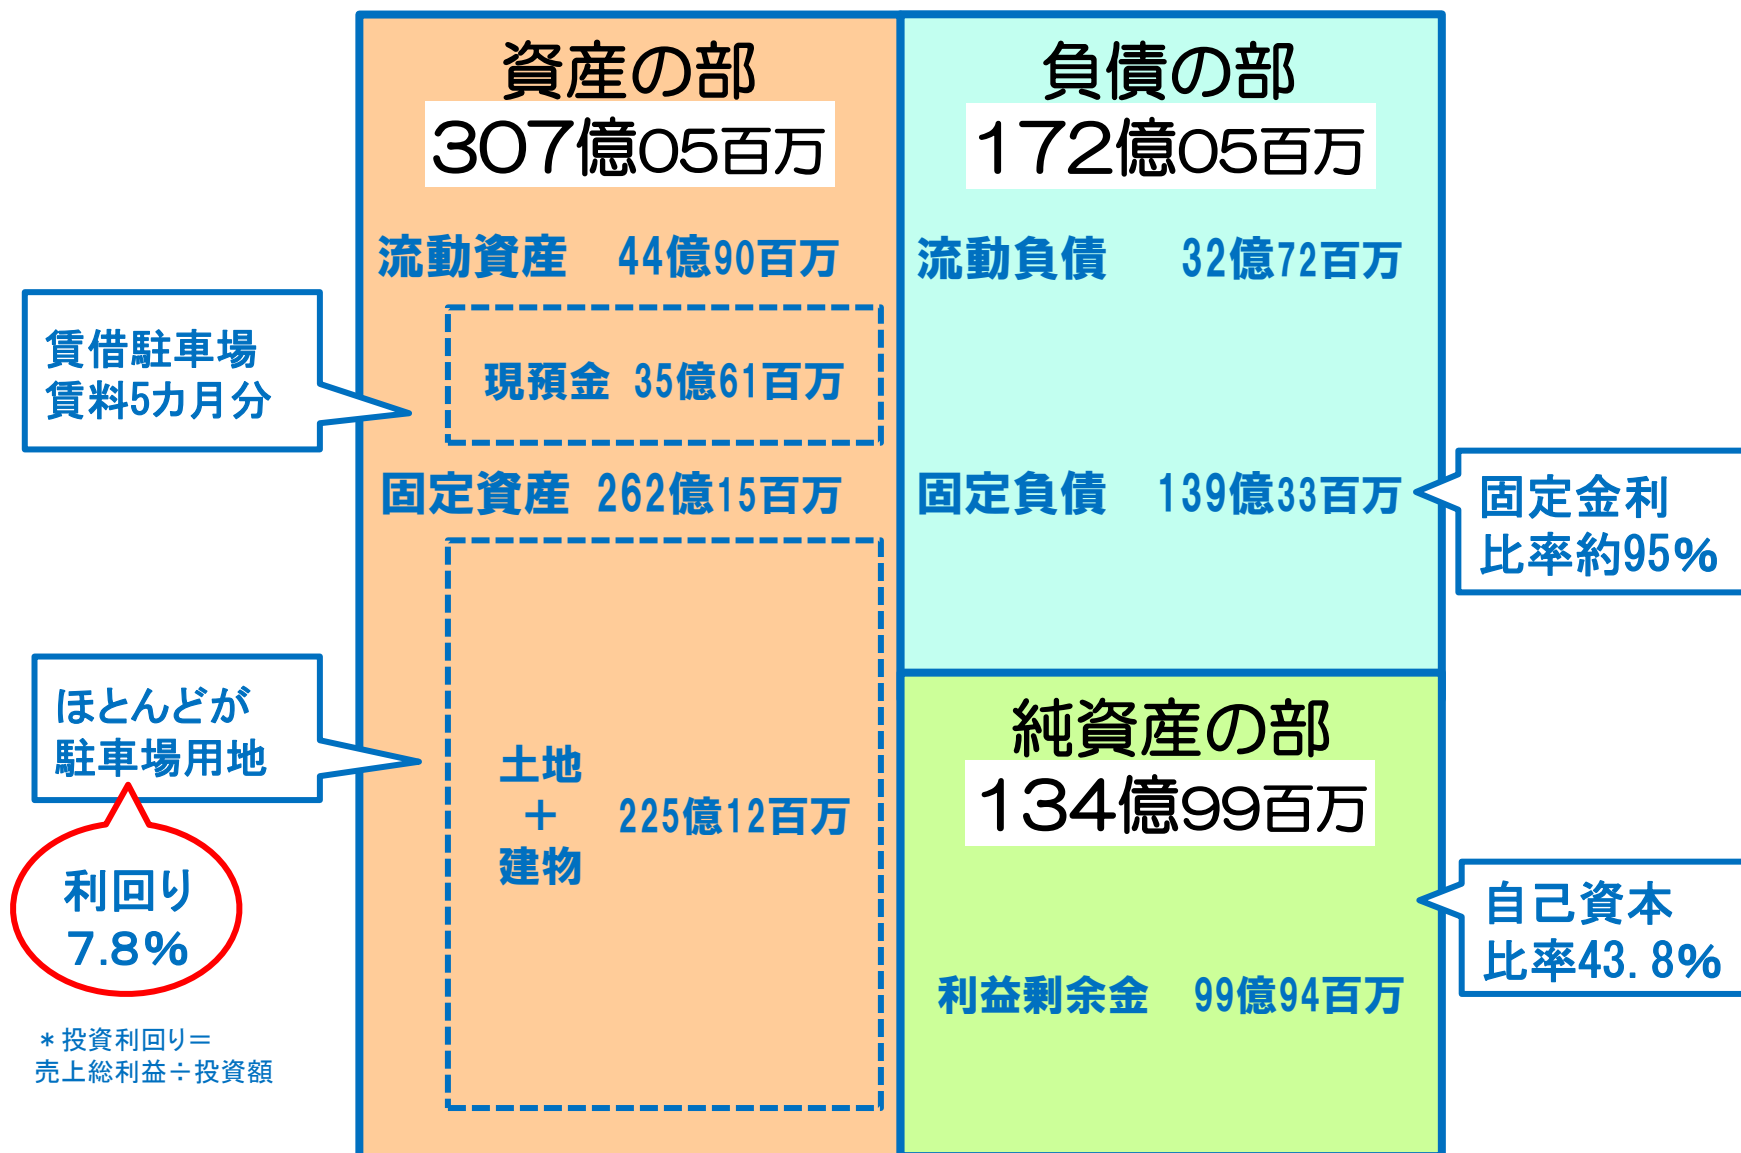 資産の部
307億05百万
流動資産 44億90百万
現預金 35億61百万
固定資産 262億15百万
土地
+
建物
225億12百万
負債の部
172億05百万
流動負債 32億72百万
固定負債 139億33百万
純資産の部
134億99百万
利益剰余金 99億94百万
賃借駐車場
賃料5カ月分
ほとんどが
駐車場用地
利回り
7.8%
*投資利回り=
売上総利益÷投資額
固定金利
比率約95%
自己資本
比率43.8%